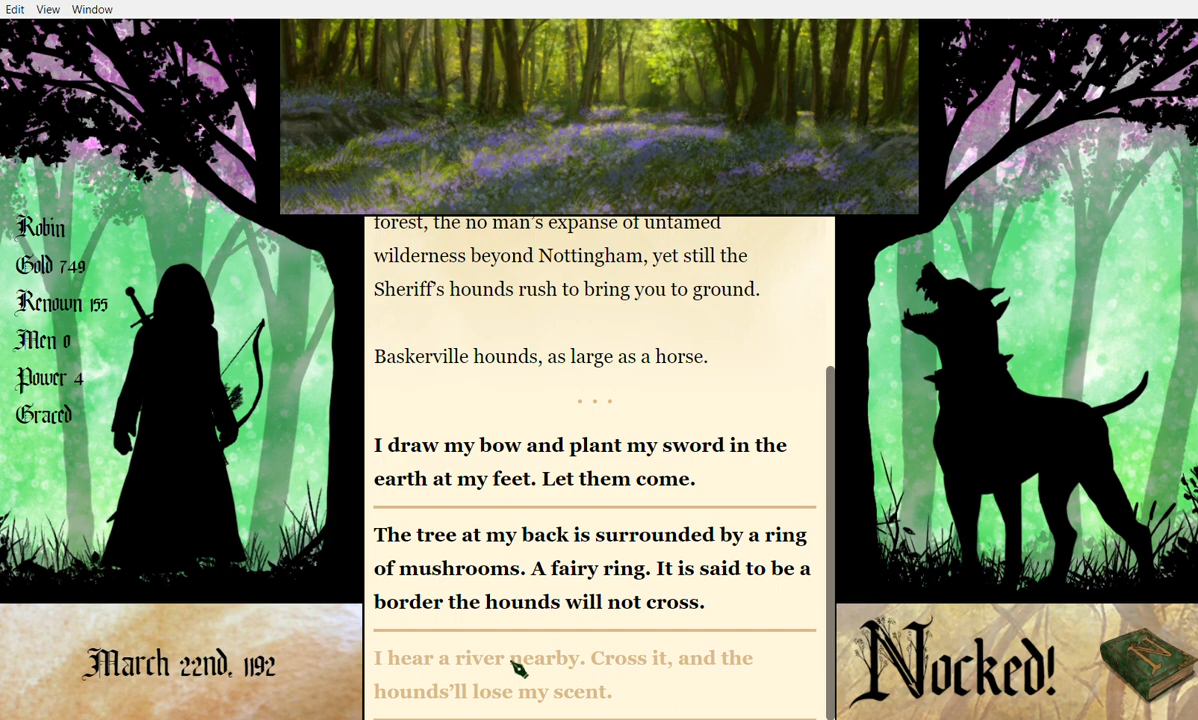 Edit View Window
Robin
Gold 749
Renown 155
Men 0
Power 4
Graced
forest, the no man's expanse of untamed
wilderness beyond Nottingham, yet still the
Sheriff's hounds rush to bring you to ground.
Baskerville hounds, as large as a horse.
• • •
I draw my bow and plant my sword in the
earth at my feet. Let them come.
The tree at my back is surrounded by a ring
of mushrooms. A fairy ring. It is said to be a
border the hounds will not cross.
I hear a river nearby. Cross it, and the
hounds'll lose my scent.
March 22nd, 1192
Nocked!
N